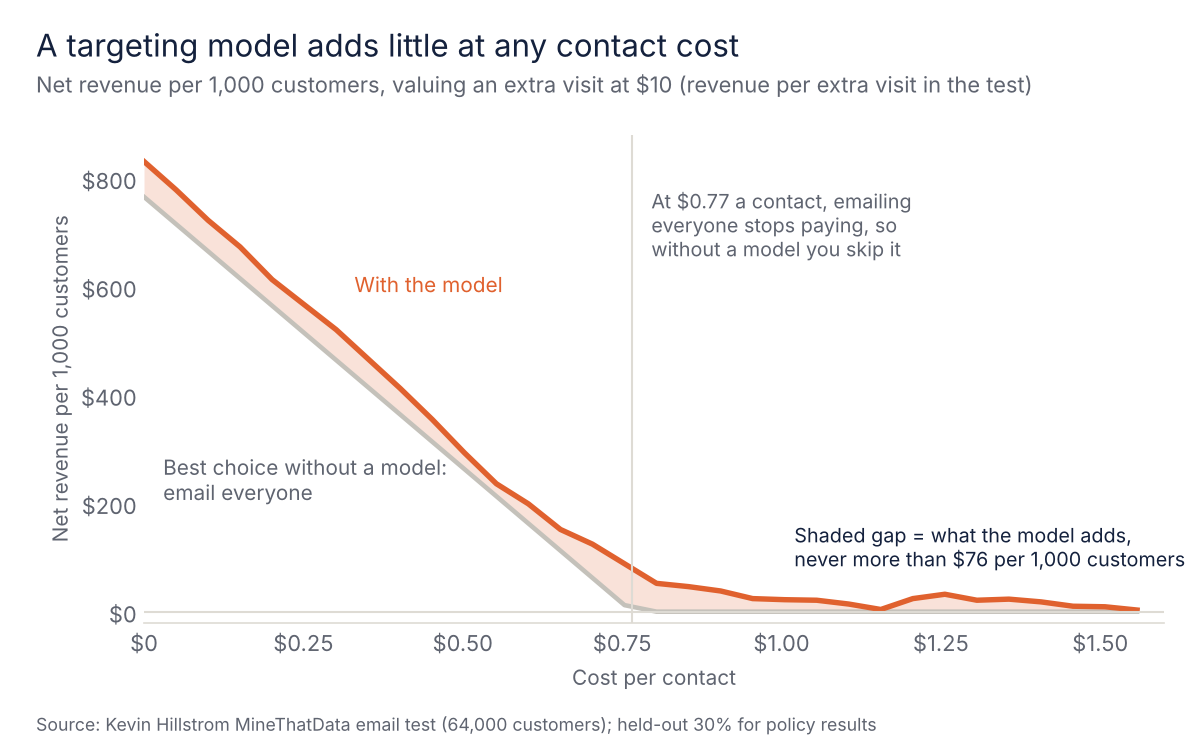 A targeting model adds little at any contact cost
Net revenue per 1,000 customers, valuing an extra visit at $10 (revenue per extra visit in the test)
Net revenue per 1,000 customers
$800
$600
$400
$200
$0
At $0.77 a contact, emailing
everyone stops paying, so
without a model you skip it
With the model
Best choice without a model:
email everyone
Shaded gap = what the model adds,
never more than $76 per 1,000 customers
$0 $0.25 $0.50 $0.75 $1.00 $1.25 $1.50
Cost per contact
Source: Kevin Hillstrom MineThatData email test (64,000 customers); held-out 30% for policy results